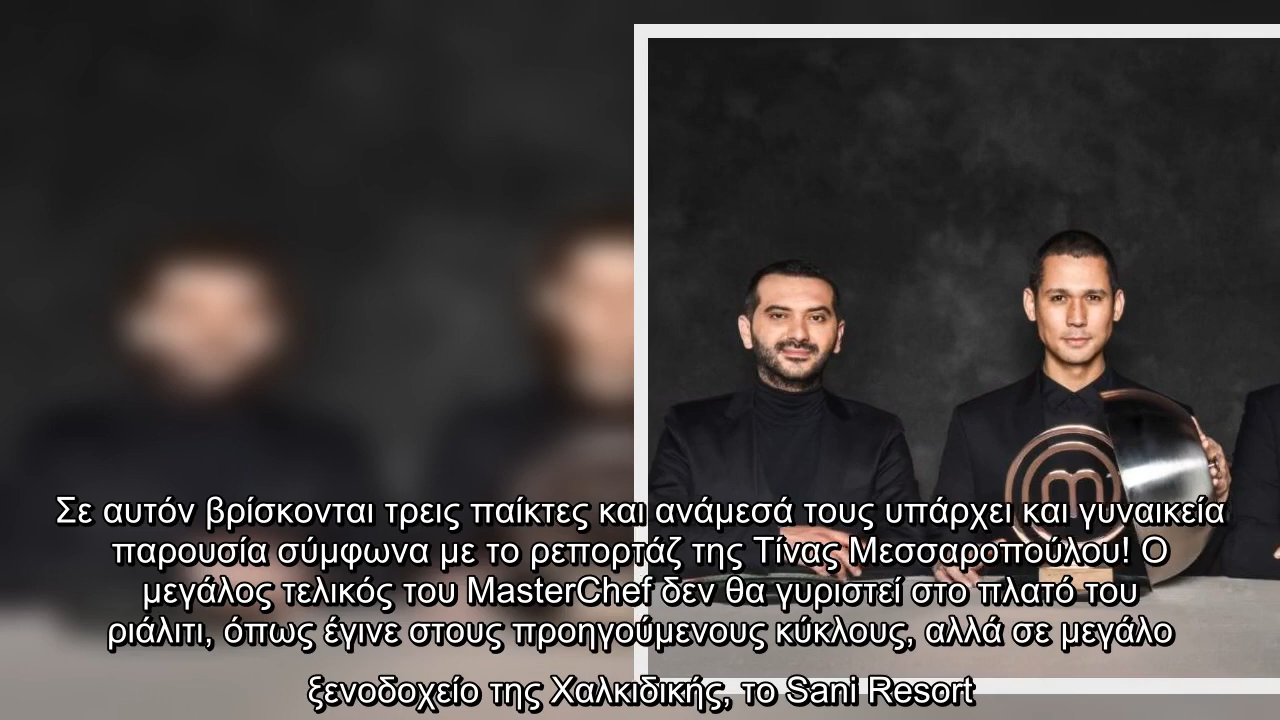 Σε αυτόν βρίσκονται τρεις παίκτες και ανάμεσά τους υπάρχει και γυναικεία
παρουσία σύμφωνα με το ρεπορτάζ της Τίνας Μεσσαροπούλου! Ο
μεγάλος τελικός του MasterChef δεν θα γυριστεί στο πλατό του
ριάλιτι, όπως έγινε στους προηγούμενους κύκλους, αλλά σε μεγάλο
ξενοδοχείο της Χαλκιδικής, το Sani Resort